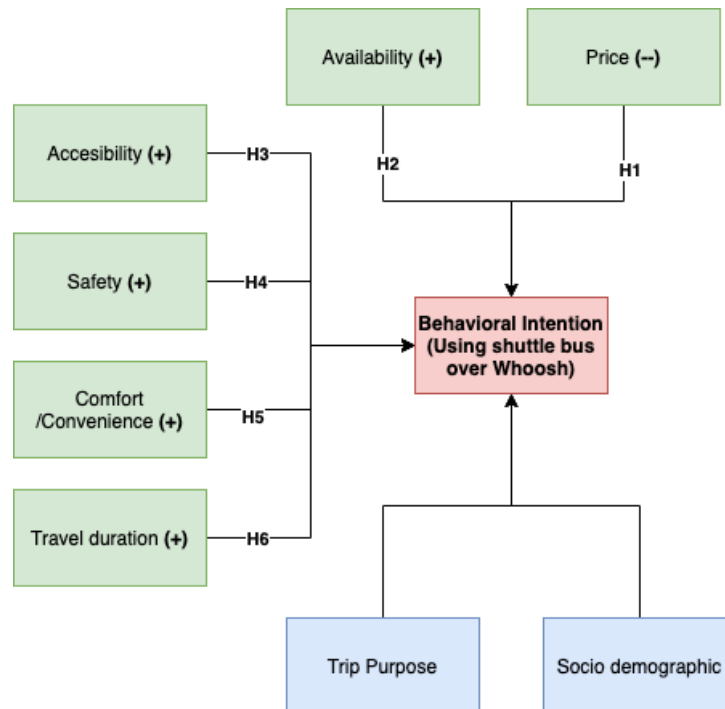 Availability (+)
Price (--)
Accesibility (+)
H3
H2
H1
Safety (+)
H4
Behavioral Intention
(Using shuttle bus
over Whoosh)
Comfort
/Convenience (+)
H5
Travel duration (+)
H6
Trip Purpose
Socio demographic